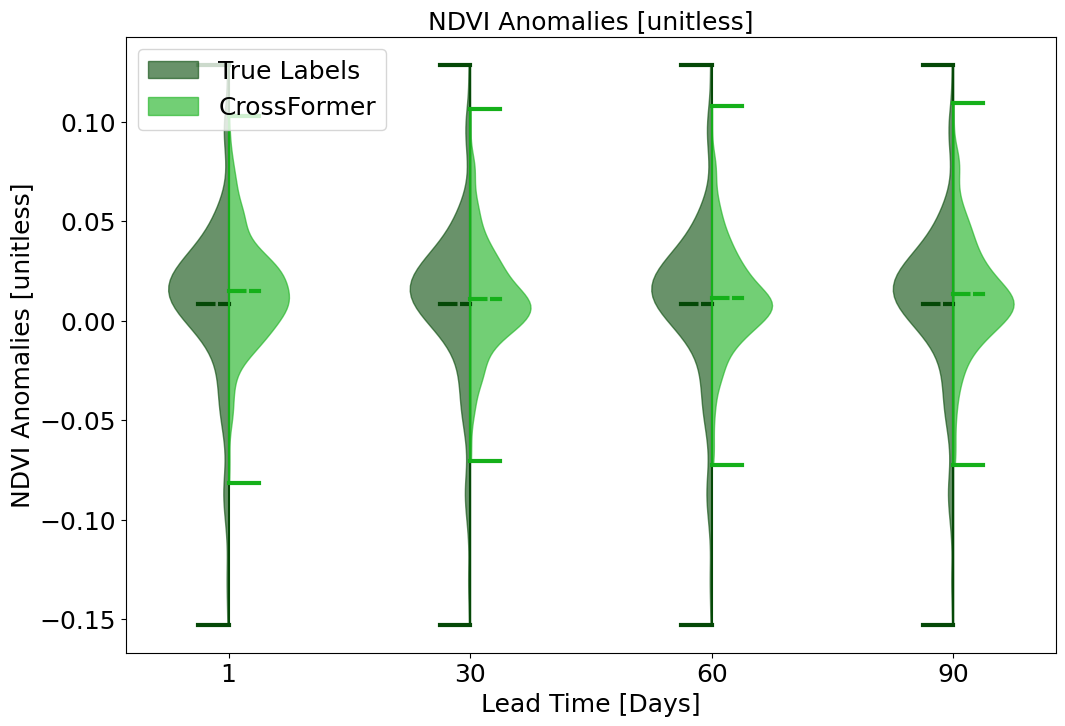 NDVI Anomalies [unitless]
True Labels
CrossFormer
NDVI Anomalies [unitless]
0.10
0.05
0.00
−0.05
−0.10
−0.15
1 30 60 90
Lead Time [Days]